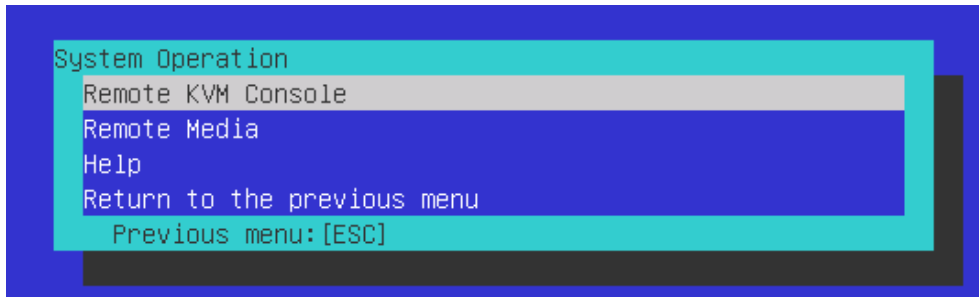 System Operation
Remote KVM Console
Remote Media
Help
Return to the previous menu
Previous menu:[ESC]